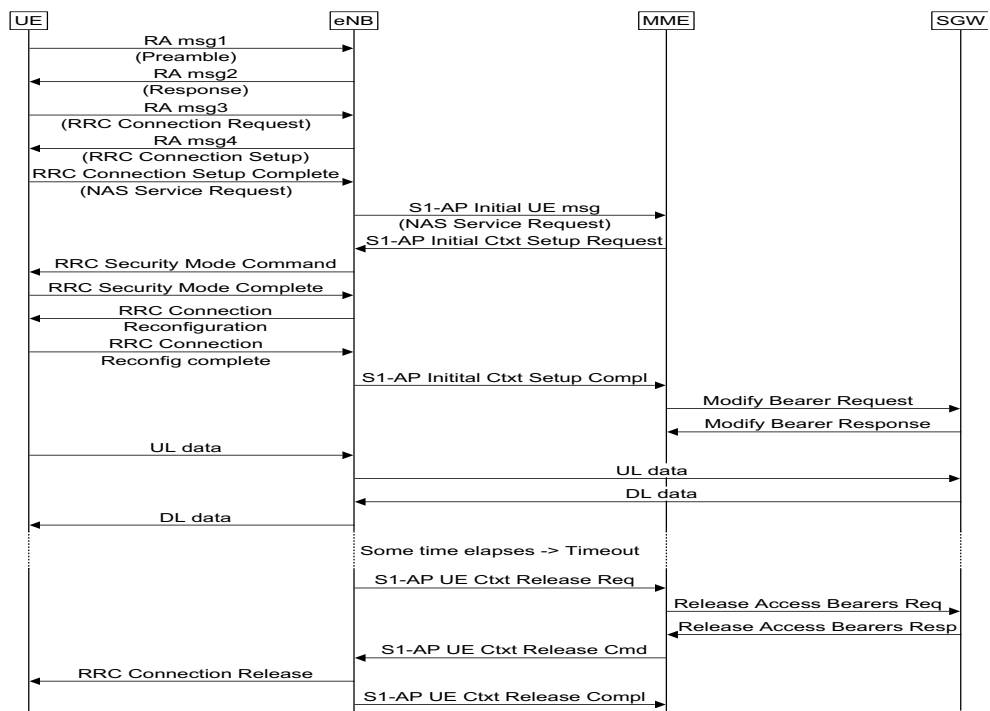 UE eNB MME SGW
RA msg1
(Preamble)
RA msg2
(Response)
RA msg3
(RRC Connection Request)
RA msg4
(RRC Connection Setup)
RRC Connection Setup Complete
(NAS Service Request)
S1-AP Initial UE msg
(NAS Service Request)
S1-AP Initial Ctxt Setup Request
RRC Security Mode Command
RRC Security Mode Complete
RRC Connection
Reconfiguration
RRC Connection
Reconfig complete
S1-AP Initital Ctxt Setup Compl
Modify Bearer Request
Modify Bearer Response
UL data
UL data
DL data
DL data
Some time elapses -> Timeout
S1-AP UE Ctxt Release Req
Release Access Bearers Req
Release Access Bearers Resp
S1-AP UE Ctxt Release Cmd
RRC Connection Release
S1-AP UE Ctxt Release Compl